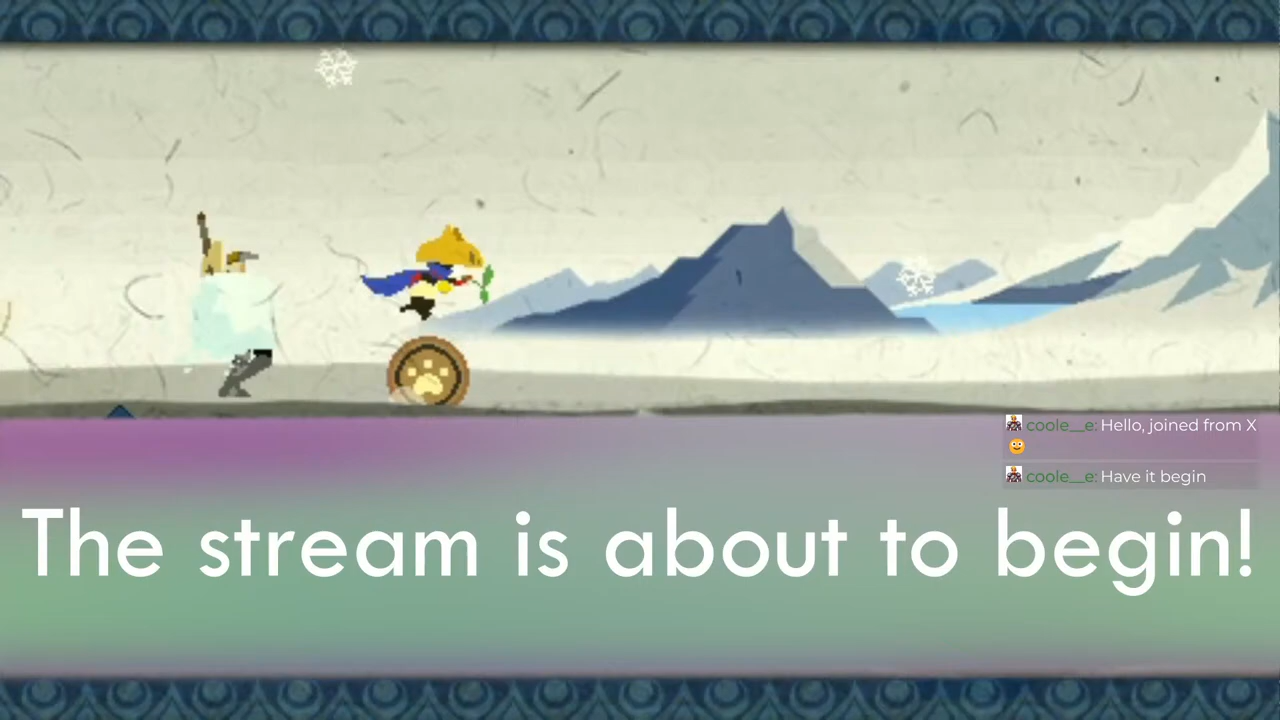 coole__e: Hello, joined from X
coole__e: Have it begin
The stream is about to begin!